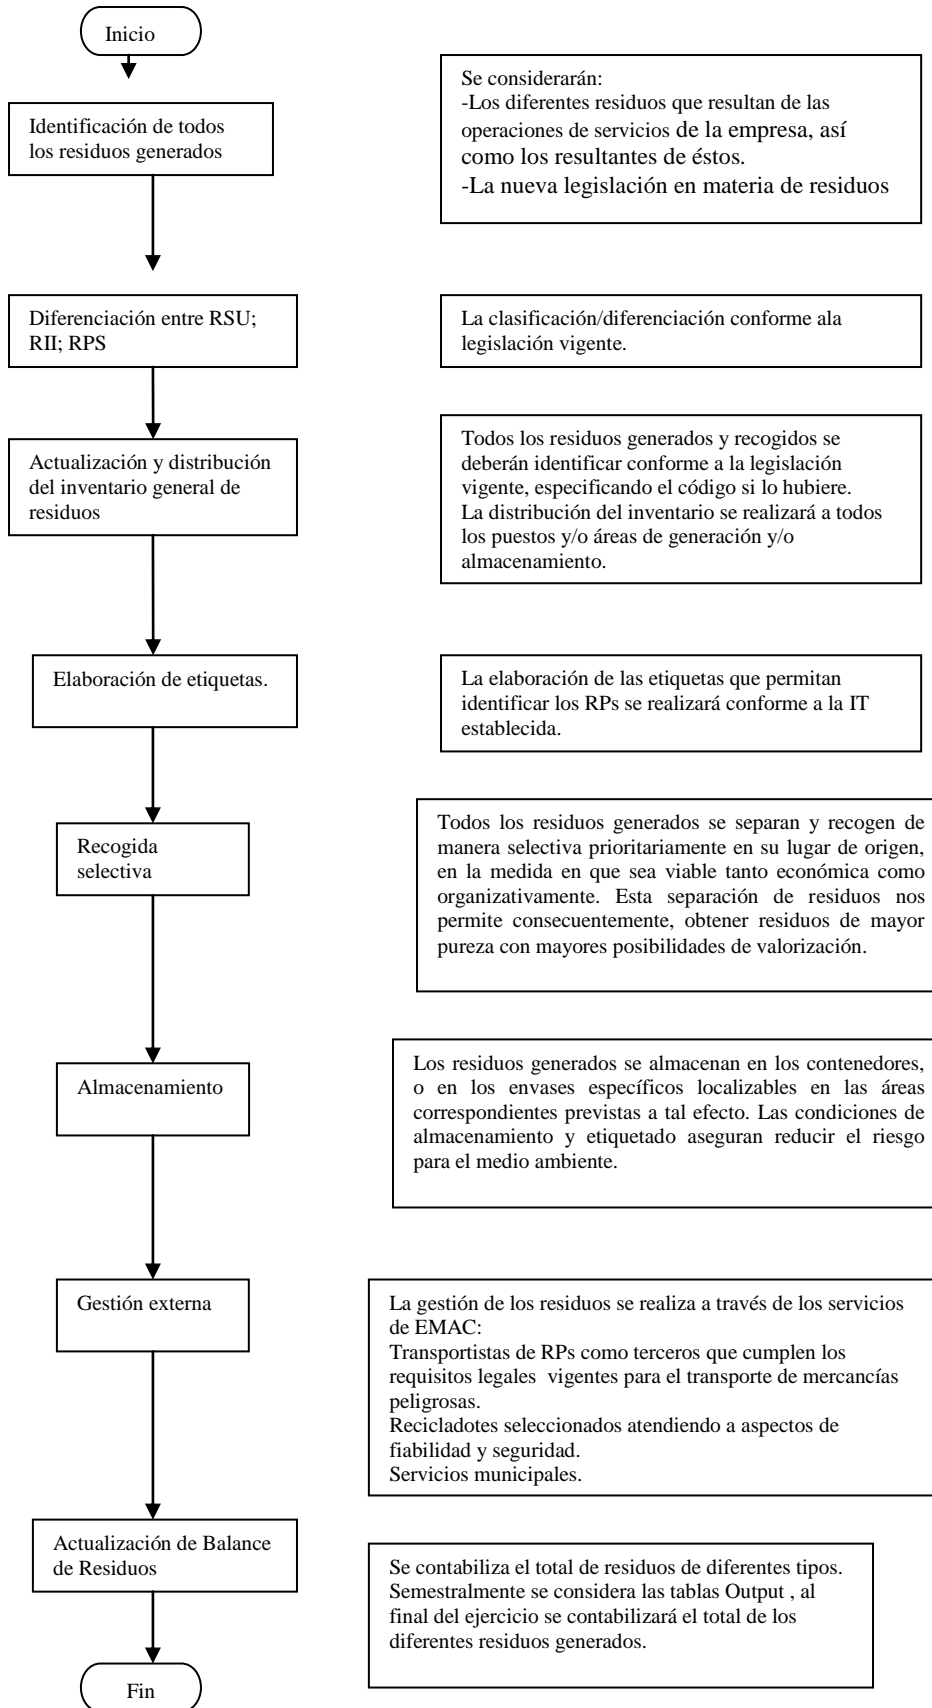 Inicio
Identificación de todos
los residuos generados
Se considerarán:
-Los diferentes residuos que resultan de las
operaciones de servicios de la empresa, así
como los resultantes de éstos.
-La nueva legislación en materia de residuos
Diferenciación entre RSU;
RII; RPS
La clasificación/diferenciación conforme ala
legislación vigente.
Actualización y distribución
del inventario general de
residuos
Todos los residuos generados y recogidos se
deberán identificar conforme a la legislación
vigente, especificando el código si lo hubiere.
La distribución del inventario se realizará a todos
los puestos y/o áreas de generación y/o
almacenamiento.
Elaboración de etiquetas.
La elaboración de las etiquetas que permitan
identificar los RPs se realizará conforme a la IT
establecida.
Recogida
selectiva
Todos los residuos generados se separan y recogen de
manera selectiva prioritariamente en su lugar de origen,
en la medida en que sea viable tanto económica como
organizativamente. Esta separación de residuos nos
permite consecuentemente, obtener residuos de mayor
pureza con mayores posibilidades de valorización.
Almacenamiento
Los residuos generados se almacenan en los contenedores,
o en los envases específicos localizables en las áreas
correspondientes previstas a tal efecto. Las condiciones de
almacenamiento y etiquetado aseguran reducir el riesgo
para el medio ambiente.
Gestión externa
La gestión de los residuos se realiza a través de los servicios
de EMAC:
Transportistas de RPs como terceros que cumplen los
requisitos legales vigentes para el transporte de mercancías
peligrosas.
Recicladotes seleccionados atendiendo a aspectos de
fiabilidad y seguridad.
Servicios municipales.
Actualización de Balance
de Residuos
Se contabiliza el total de residuos de diferentes tipos.
Semestralmente se considera las tablas Output , al
final del ejercicio se contabilizará el total de los
diferentes residuos generados.
Fin